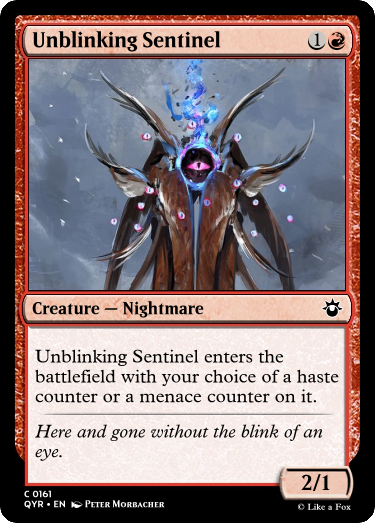 Unblinking Sentinel 1
Creature — Nightmare
Unblinking Sentinel enters the
battlefield with your choice of a haste
counter or a menace counter on it.
Here and gone without the blink of an
eye.
2/1
C 0161
QYR • EN Peter Morbacher
© Like a Fox